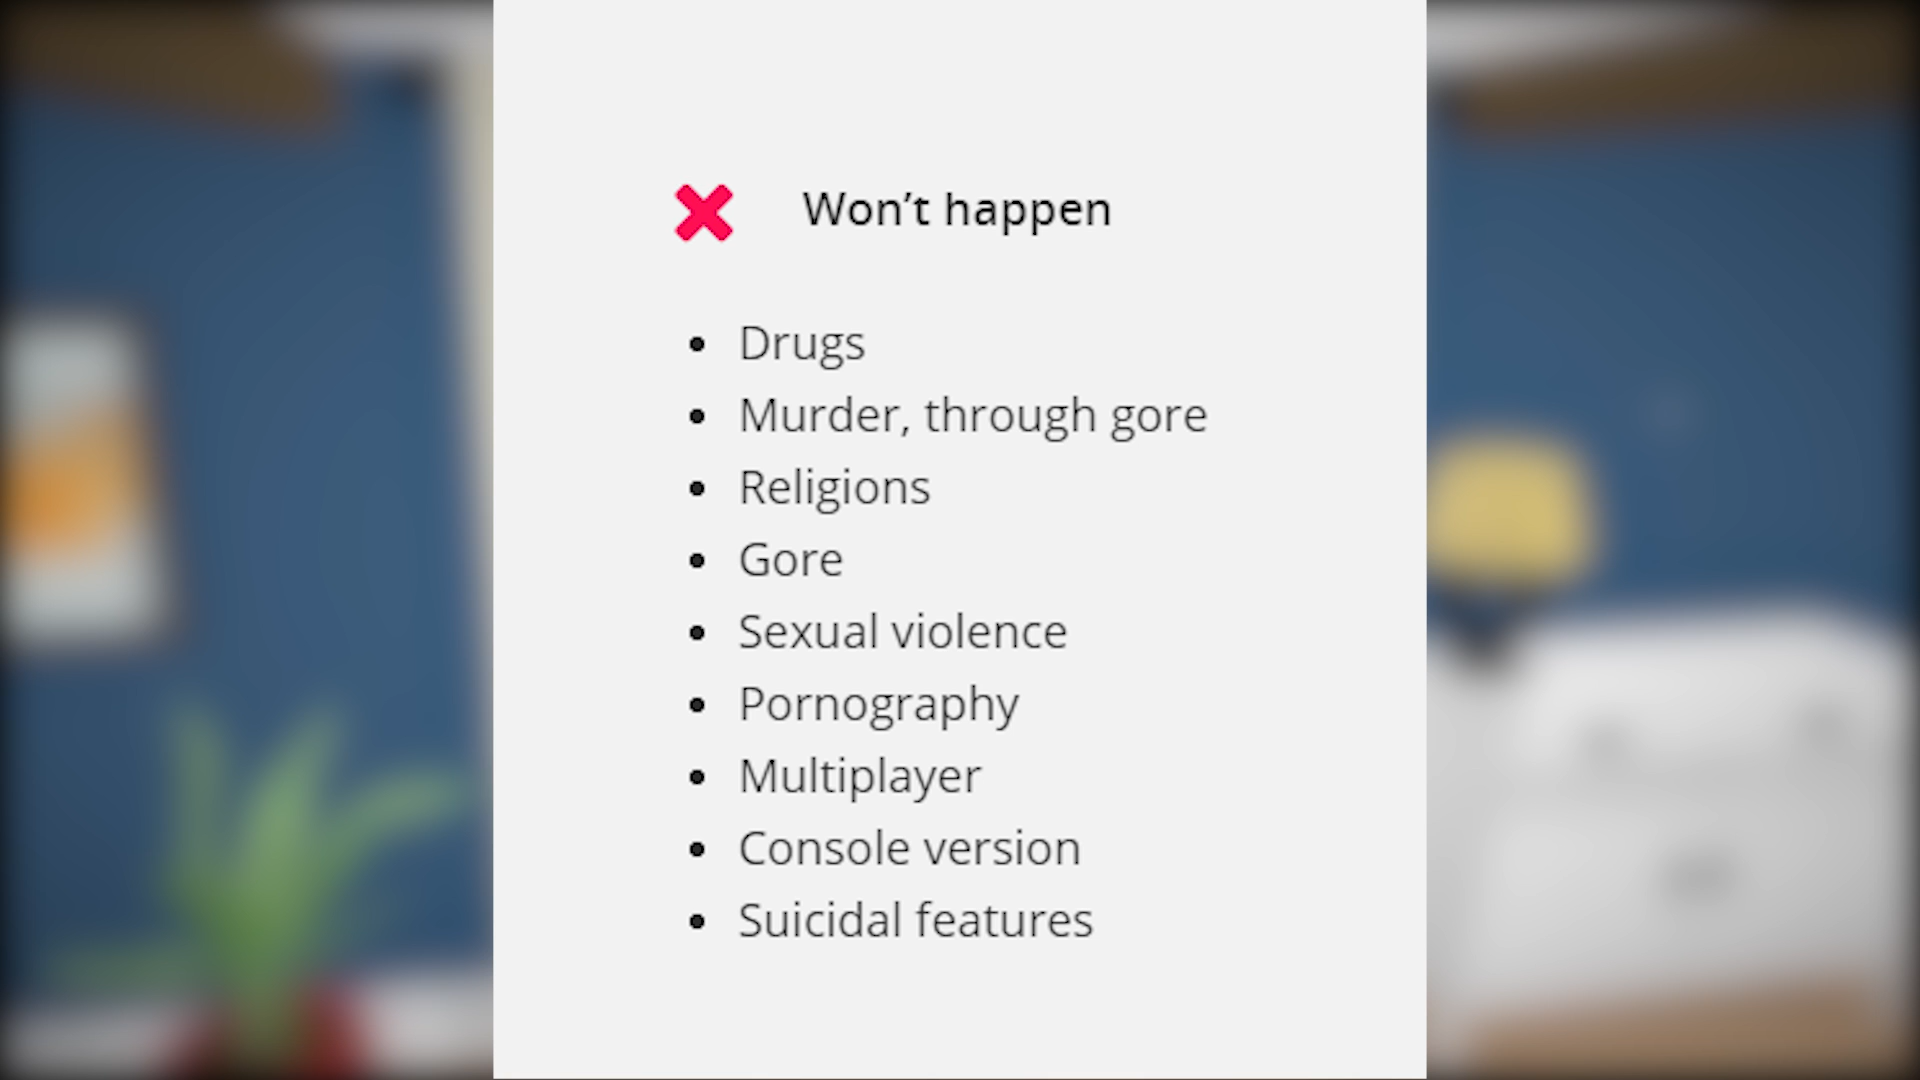 Won’t happen
Drugs
Murder, through gore
Religions
Gore
Sexual violence
Pornography
Multiplayer
Console version
Suicidal features